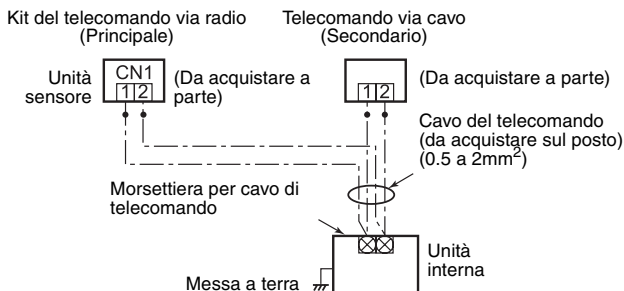 Kit del telecomando via radio
(Principale)
Telecomando via cavo
(Secondario)
Unità
sensore
CN1
1 2
(Da acquistare a
parte)
1 2
(Da acquistare a parte)
Cavo del telecomando
(da acquistare sul posto)
(0.5 a 2mm²)
Morsettiera per cavo di
telecomando
Unità
interna
Messa a terra